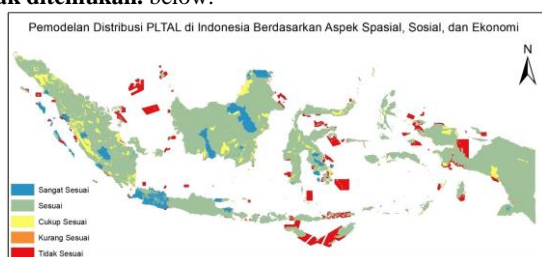 uk ditemukan. below.
Pemodelan Distribusi PLTAL di Indonesia Berdasarkan Aspek Spasial, Sosial, dan Ekonomi
N
Sangat Sesuai
Sesuai
Cukup Sesuai
Kurang Sesuai
Tidak Sesuai